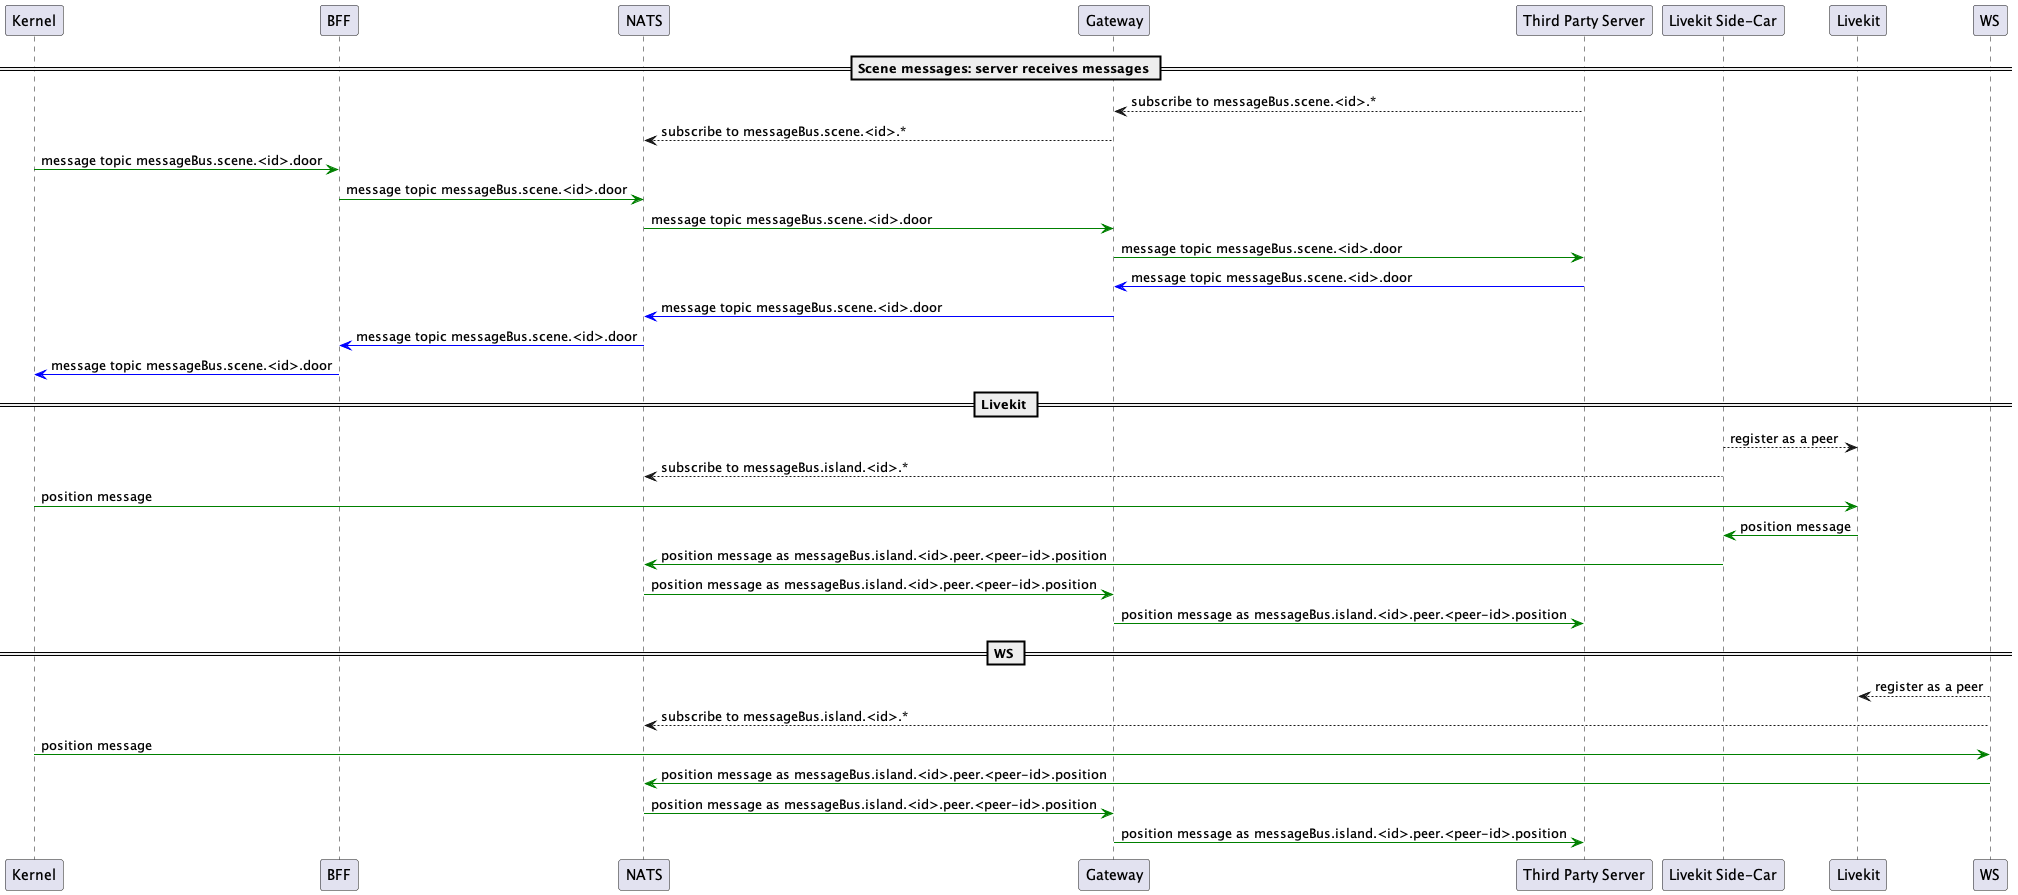 Kernel BFF NATS Gateway Third Party Server Livekit Side-Car Livekit WS
Scene messages: server receives messages
subscribe to messageBus.scene.<id>.*
subscribe to messageBus.scene.<id>.*
message topic messageBus.scene.<id>.door
message topic messageBus.scene.<id>.door
message topic messageBus.scene.<id>.door
message topic messageBus.scene.<id>.door
message topic messageBus.scene.<id>.door
message topic messageBus.scene.<id>.door
message topic messageBus.scene.<id>.door
message topic messageBus.scene.<id>.door
Livekit
register as a peer
subscribe to messageBus.island.<id>.*
position message
position message
position message as messageBus.island.<id>.peer.<peer-id>.position
position message as messageBus.island.<id>.peer.<peer-id>.position
position message as messageBus.island.<id>.peer.<peer-id>.position
WS
register as a peer
subscribe to messageBus.island.<id>.*
position message
position message as messageBus.island.<id>.peer.<peer-id>.position
position message as messageBus.island.<id>.peer.<peer-id>.position
position message as messageBus.island.<id>.peer.<peer-id>.position
Kernel BFF NATS Gateway Third Party Server Livekit Side-Car Livekit WS